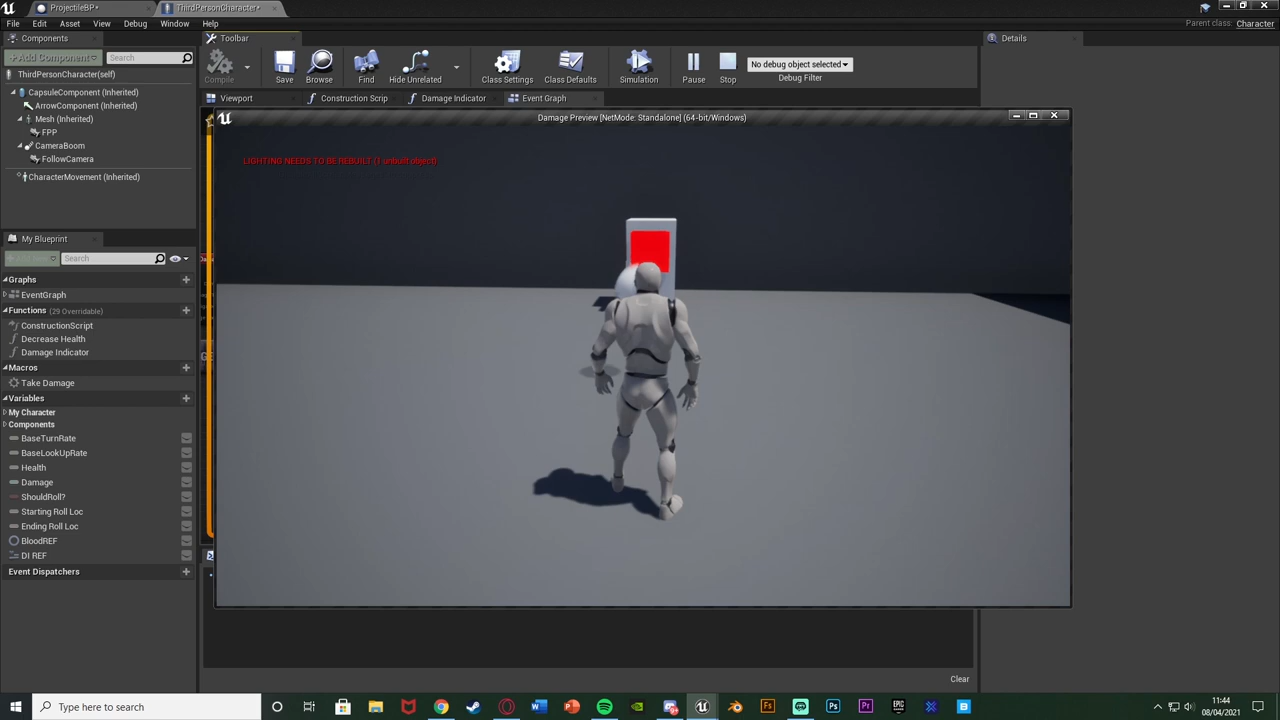 ProjectileBP*
ThirdPersonCharacter*
File Edit Asset View Debug Window Help
Parent class: Character
Components
Toolbar
Details
+Add Component
Search
Compile
Save
Browse
Find
Hide Unrelated
Class Settings
Class Defaults
Simulation
Pause
Stop
No debug object selected
Debug Filter
ThirdPersonCharacter(self)
CapsuleComponent (Inherited)
ArrowComponent (Inherited)
Mesh (Inherited)
FPP
CameraBoom
FollowCamera
CharacterMovement (Inherited)
Viewport
Construction Scrip
Damage Indicator
Event Graph
Damage Preview [NetMode: Standalone] (64-bit/Windows)
LIGHTING NEEDS TO BE REBUILT (1 unbuilt object)
My Blueprint
Search
Graphs
EventGraph
Functions (29 Overridable)
ConstructionScript
Decrease Health
Damage Indicator
Macros
Take Damage
Variables
My Character
Components
BaseTurnRate
BaseLookUpRate
Health
Damage
ShouldRoll?
Starting Roll Loc
Ending Roll Loc
BloodREF
DI REF
Event Dispatchers
Clear
Type here to search
11:44
08/04/2021